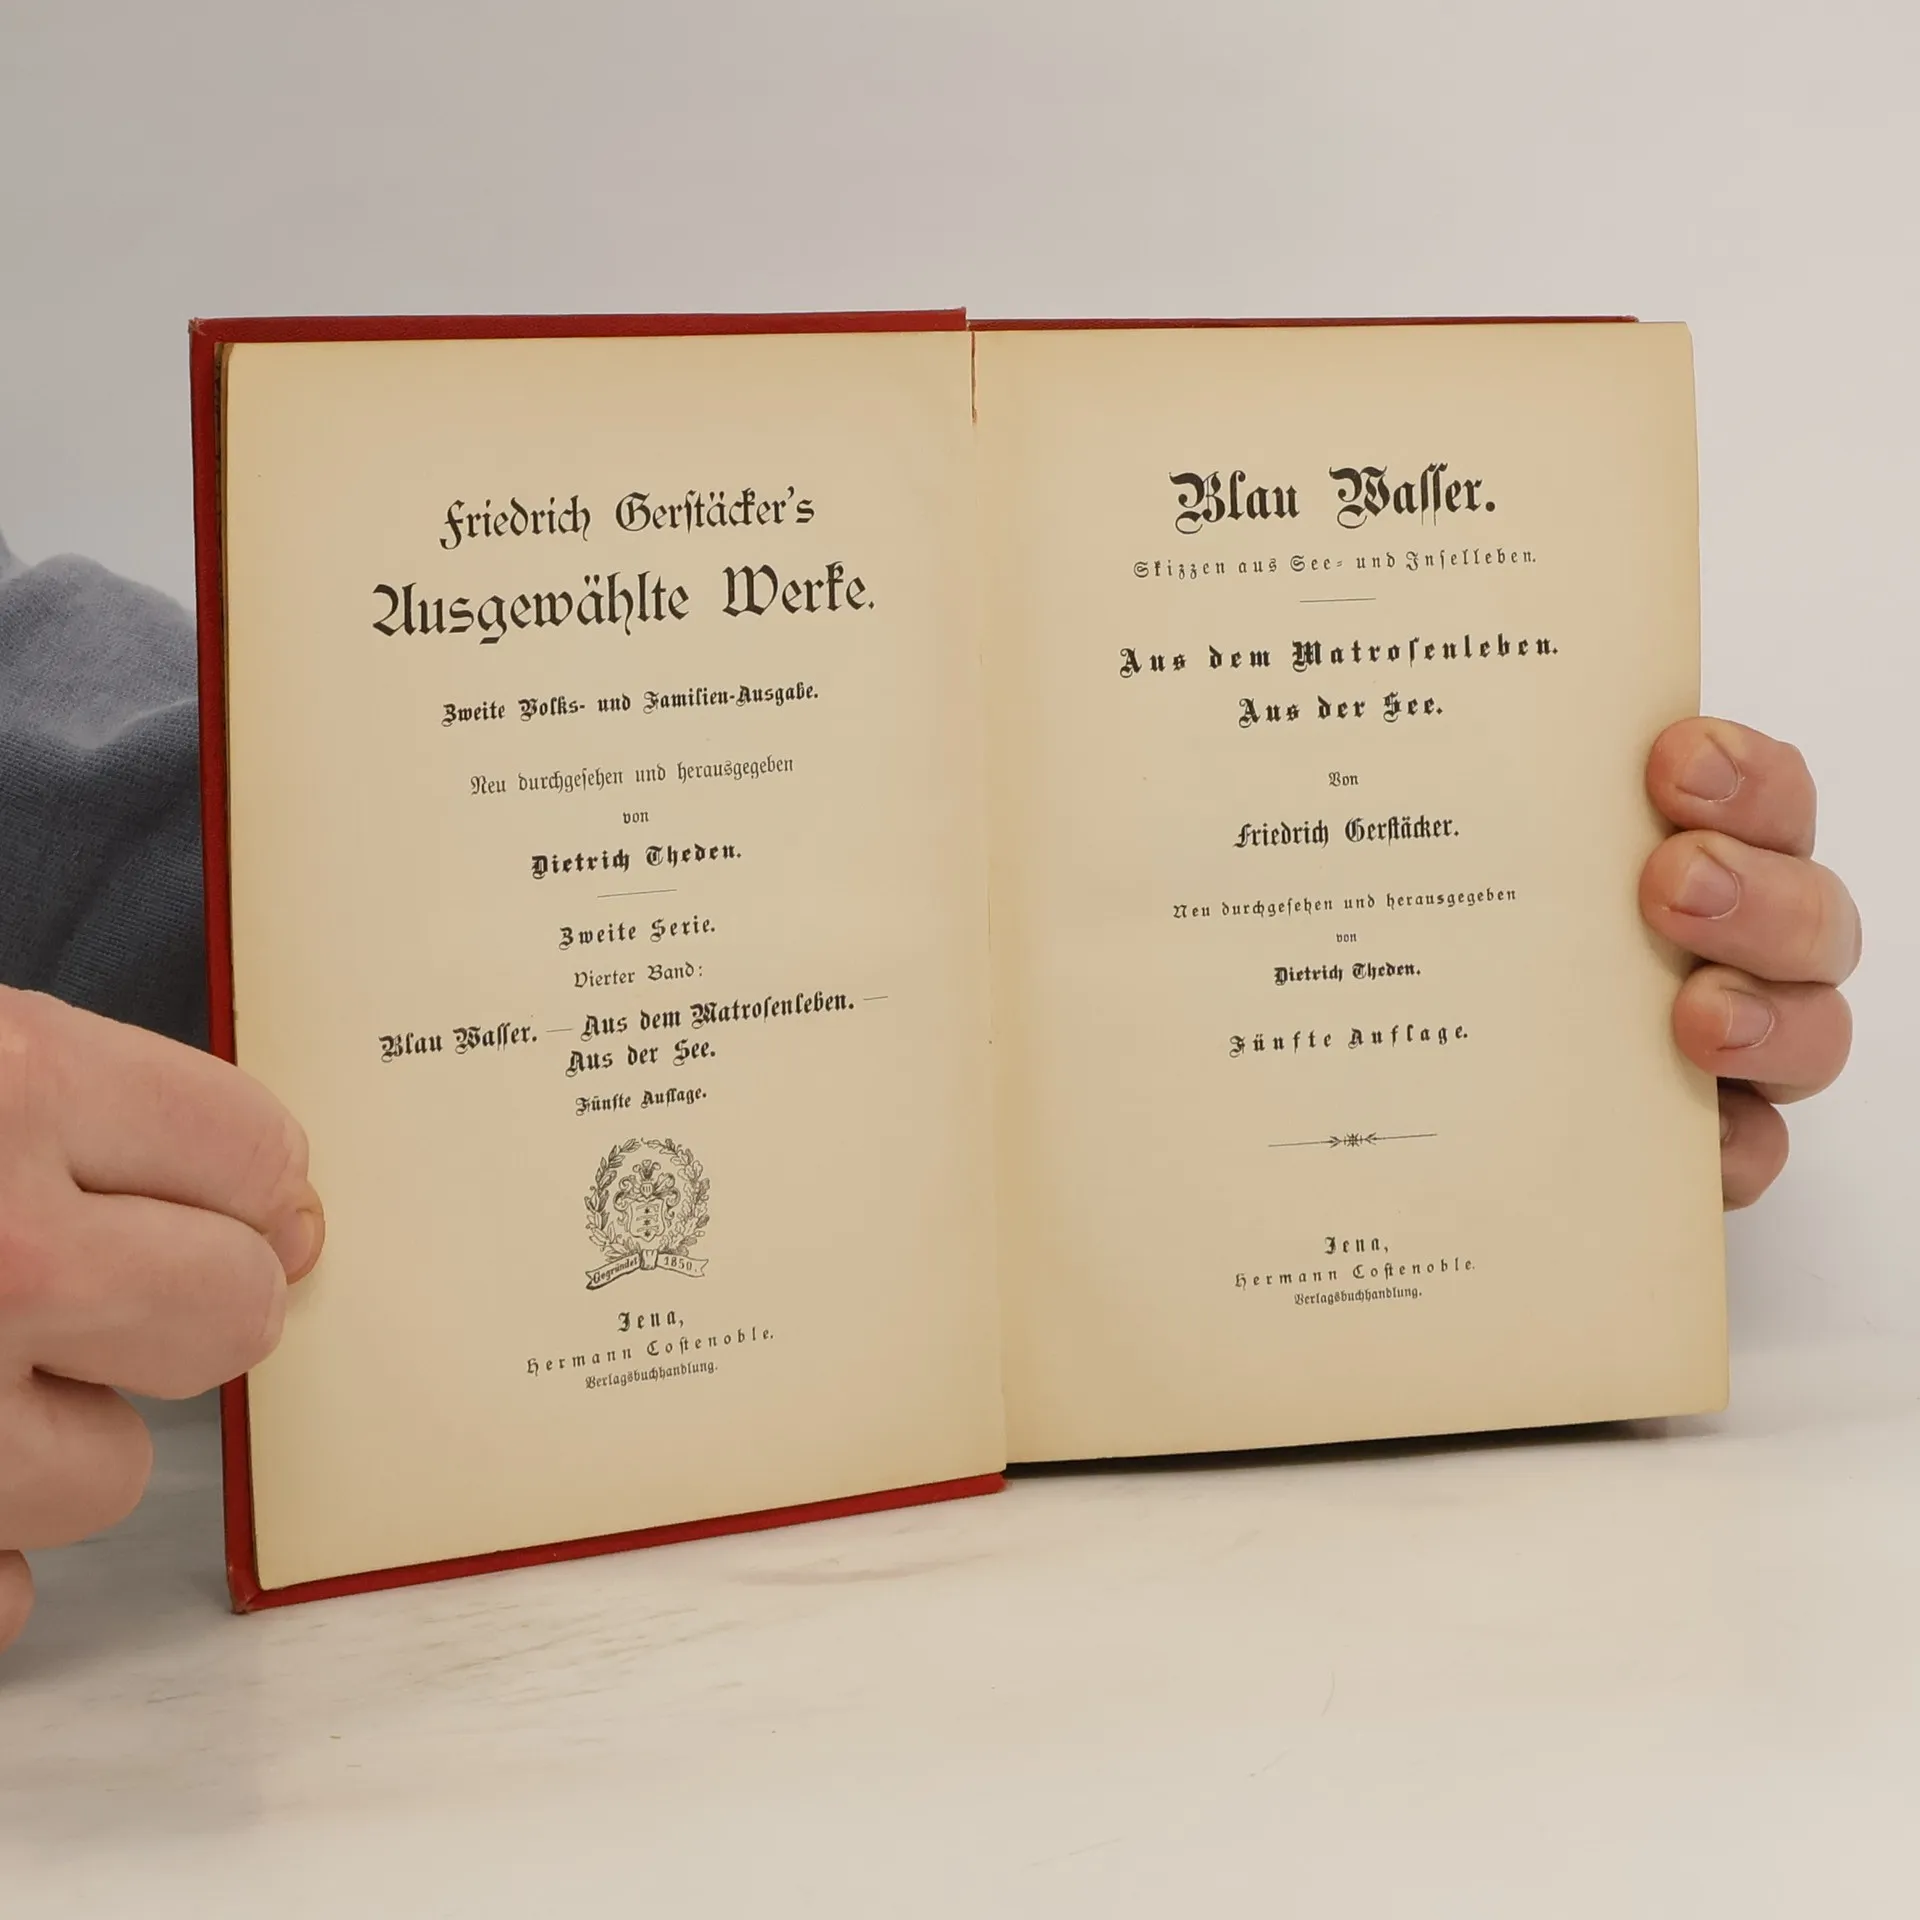 Friedrich Gerstäcker's
Ausgewählte Werke.
Zweite Volks- und Familien-Ausgabe.
Neu durchgesehen und herausgegeben
von
Dietrich Theden.
Zweite Serie.
Vierter Band:
Blau Wasser. — Aus dem Matrosenleben. —
Aus der See.
Fünfte Auflage.
Gegründet 1850.
Jena,
Hermann Costenoble.
Verlagsbuchhandlung.
Blau Wasser.
Skizzen aus See- und Inselleben.
Aus dem Matrosenleben.
Aus der See.
Von
Friedrich Gerstäcker.
Neu durchgesehen und herausgegeben
von
Dietrich Theden.
Fünfte Auflage.
Jena,
Hermann Costenoble.
Verlagsbuchhandlung.